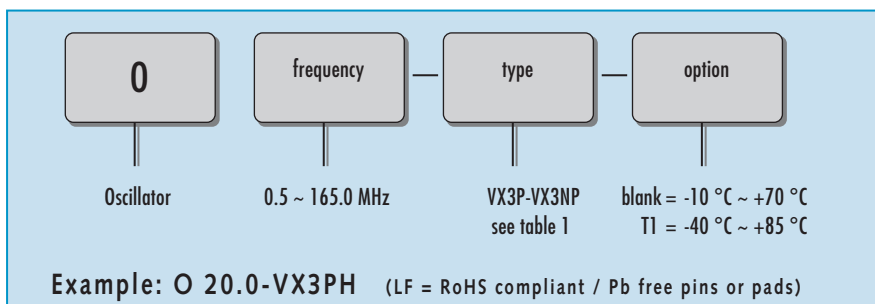 O
frequency
type
option
Oscillator
0.5 ~ 165.0 MHz
VX3P-VX3NP
see table 1
blank = -10 °C ~ +70 °C
T1 = -40 °C ~ +85 °C
Example: O 20.0-VX3PH (LF = RoHS compliant / Pb free pins or pads)